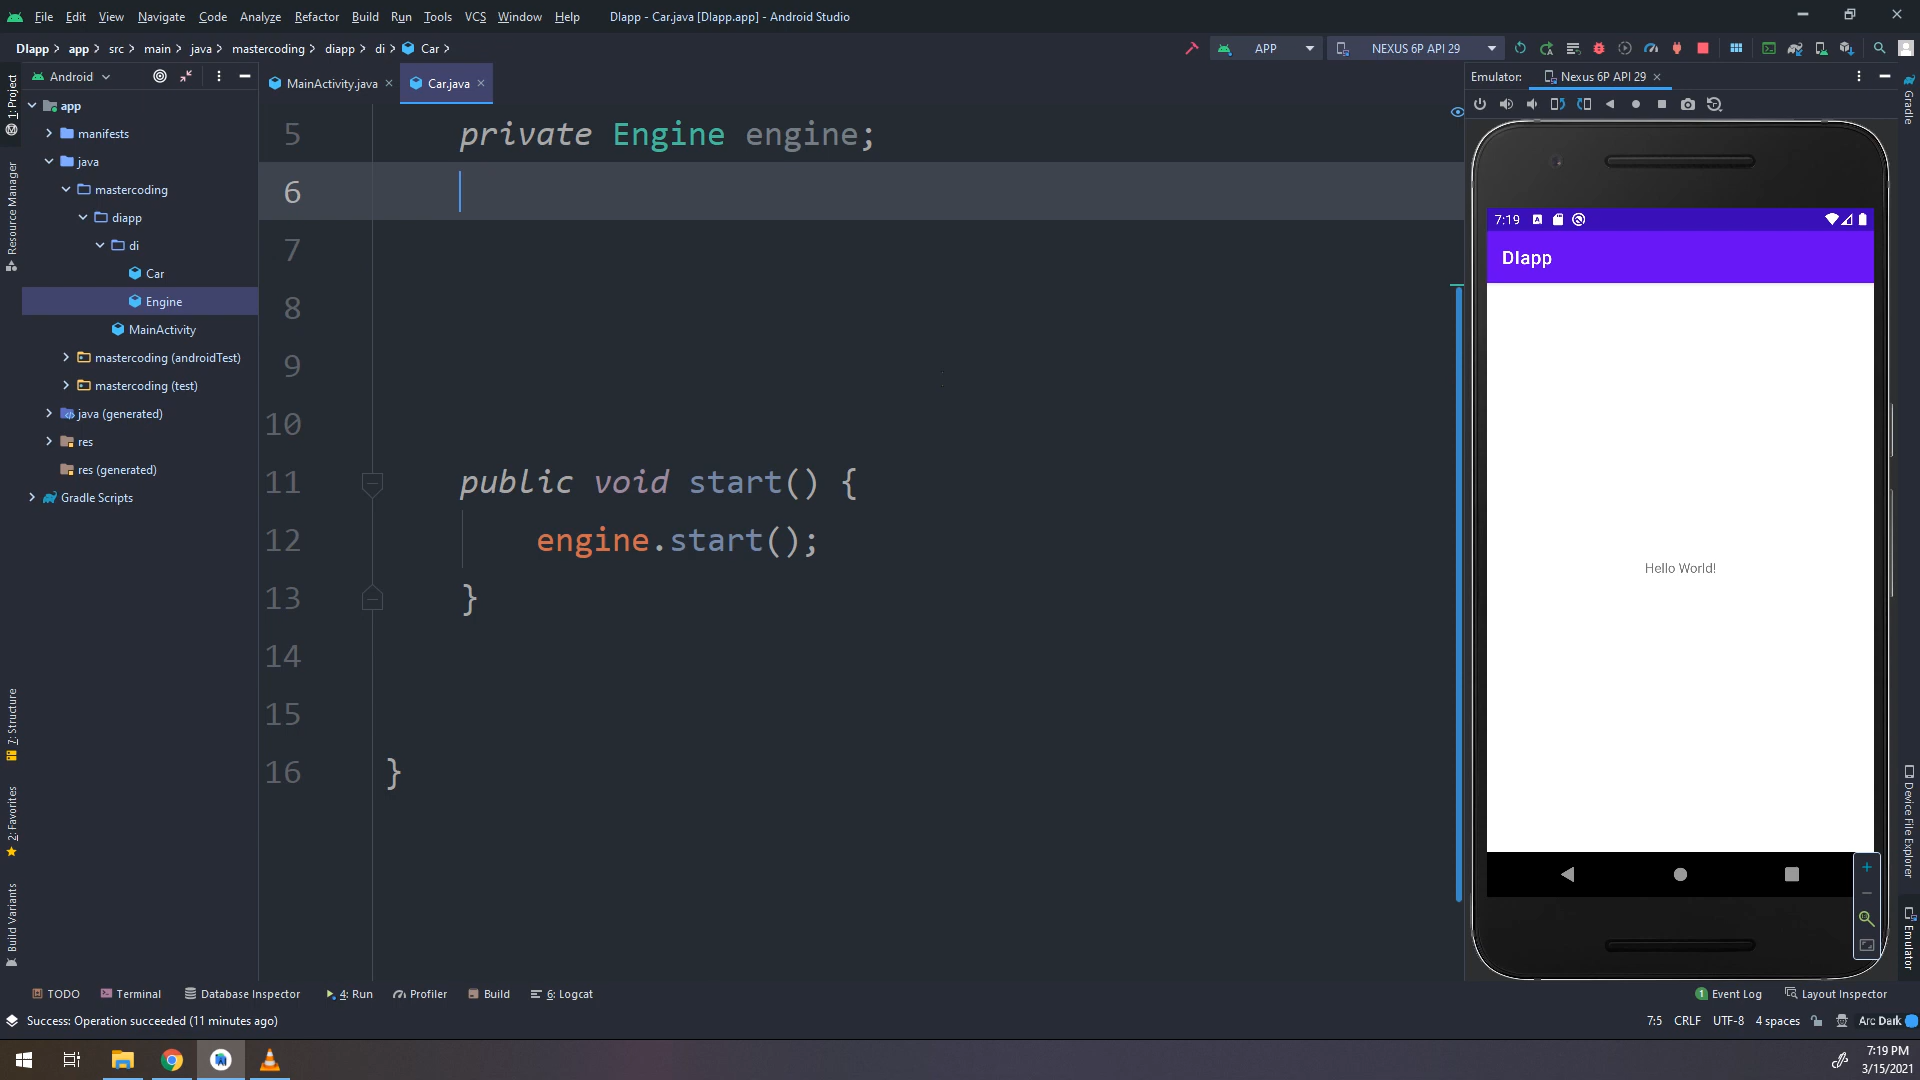 File Edit View Navigate Code Analyze Refactor Build Run Tools VCS Window Help DIapp - Car.java [DIapp.app] - Android Studio
DIapp app src main java mastercoding diapp di Car APP NEXUS 6P API 29
Android MainActivity.java Car.java Emulator: Nexus 6P API 29
1: Project
Resource Manager
7: Structure
2: Favorites
Build Variants
app
manifests
java
mastercoding
diapp
di
Car
Engine
MainActivity
mastercoding (androidTest)
mastercoding (test)
java (generated)
res
res (generated)
Gradle Scripts
5 private Engine engine;
6
7
8
9
10
11 public void start() {
12 engine.start();
13 }
14
15
16 }
7:19
DIapp
Hello World!
Gradle
Device File Explorer
Emulator
TODO Terminal Database Inspector 4: Run Profiler Build 6: Logcat 1 Event Log Layout Inspector
Success: Operation succeeded (11 minutes ago) 7:5 CRLF UTF-8 4 spaces Arc Dark
7:19 PM
3/15/2021